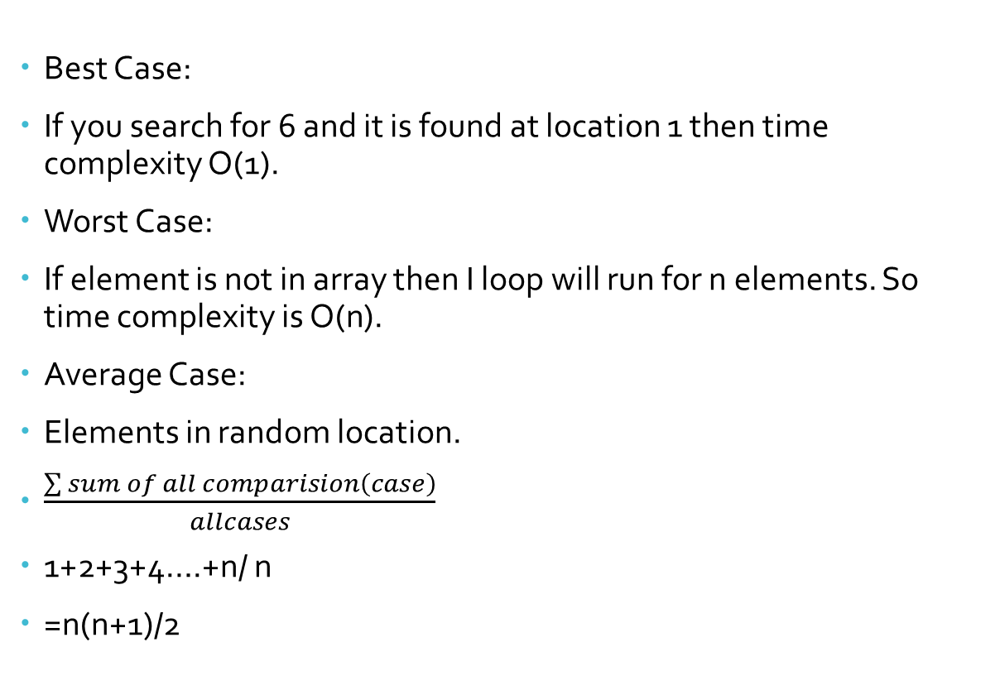 • Best Case:
• If you search for 6 and it is found at location 1 then time
complexity O(1).
• Worst Case:
• If element is not in array then I loop will run for n elements. So
time complexity is O(n).
• Average Case:
• Elements in random location.
• ∑ sum of all comparision(case)
allcases
• 1+2+3+4....+n/ n
• =n(n+1)/2